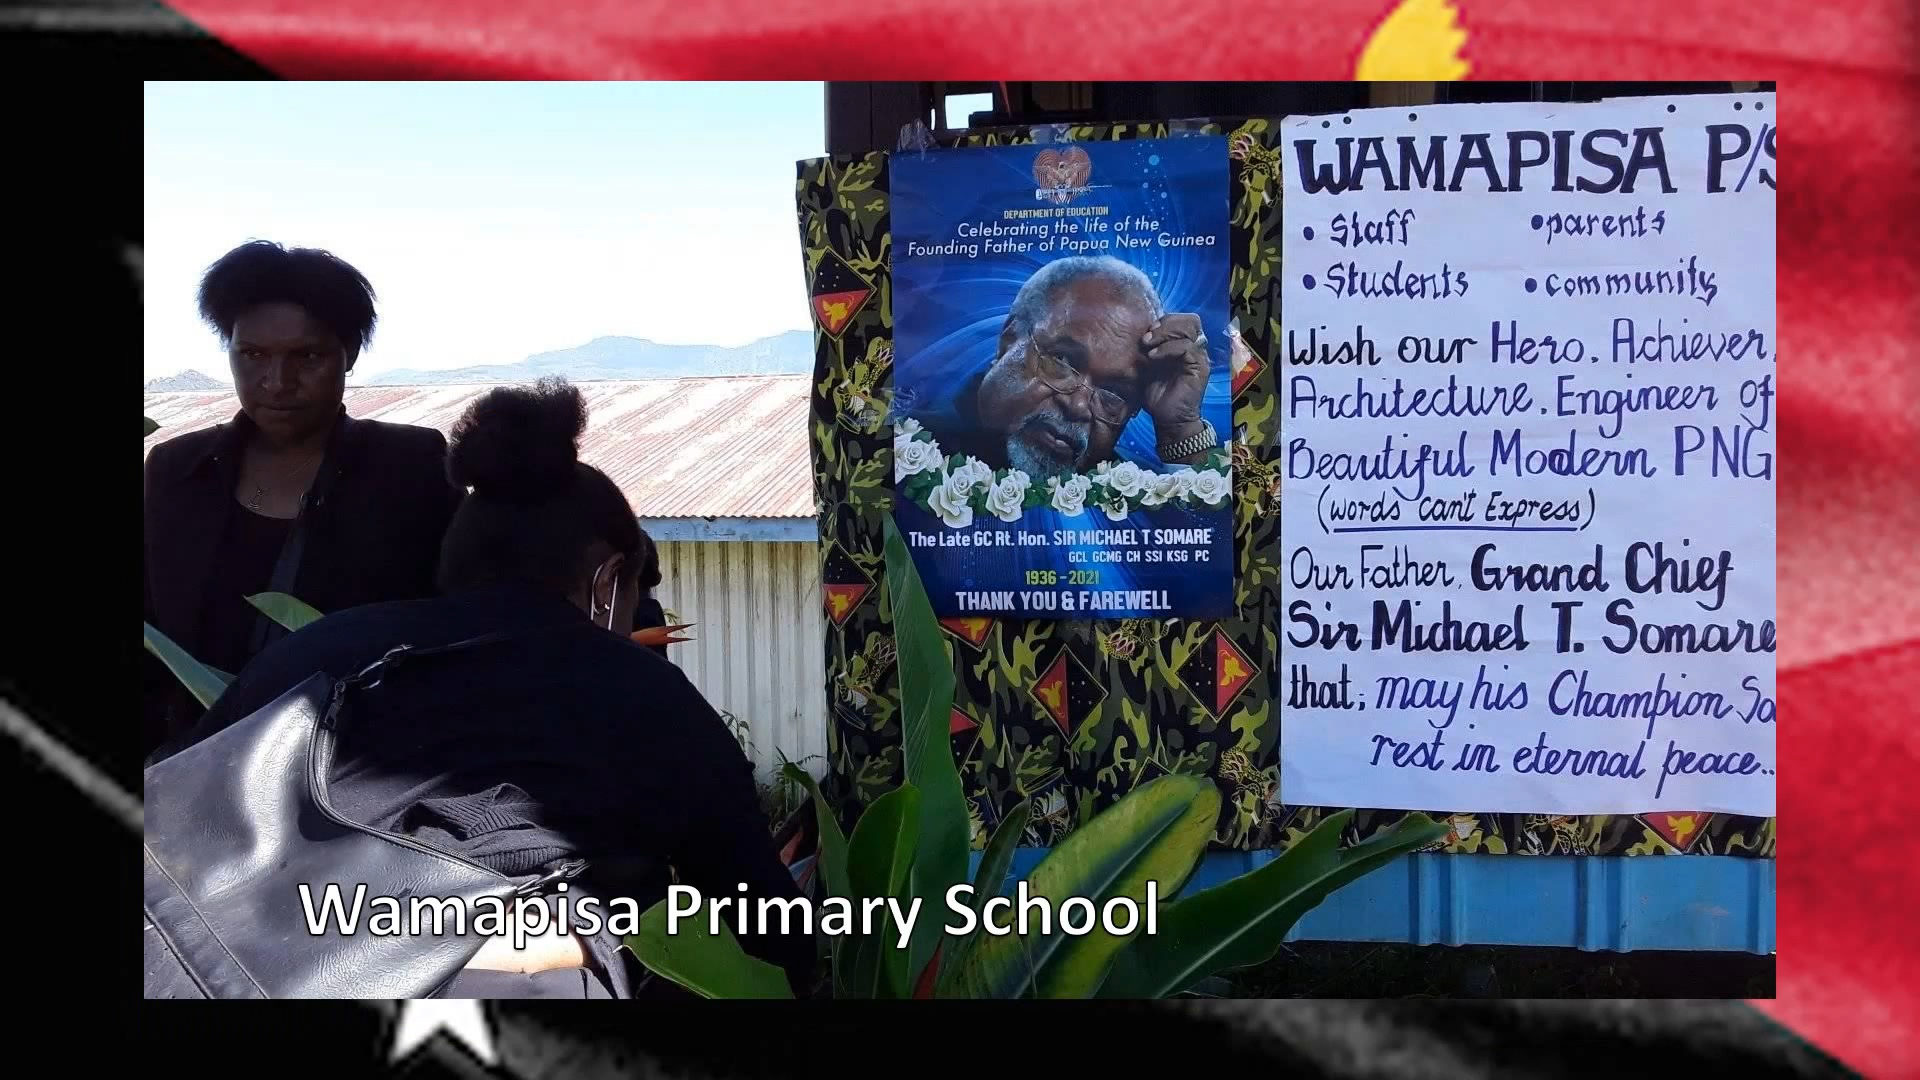 DEPARTMENT OF EDUCATION
Celebrating the life of the
Founding Father of Papua New Guinea
The Late GC Rt. Hon. SIR MICHAEL T SOMARE
GCL GCMG CH SSI KSG PC
1936 - 2021
THANK YOU & FAREWELL
WAMAPISA P/S
• Staff • parents
• Students • community
Wish our Hero, Achiever,
Architecture, Engineer of
Beautiful Modern PNG
(words can't Express)
Our Father, Grand Chief
Sir Michael T. Somare
that; may his Champion
rest in eternal peace..
Wamapisa Primary School